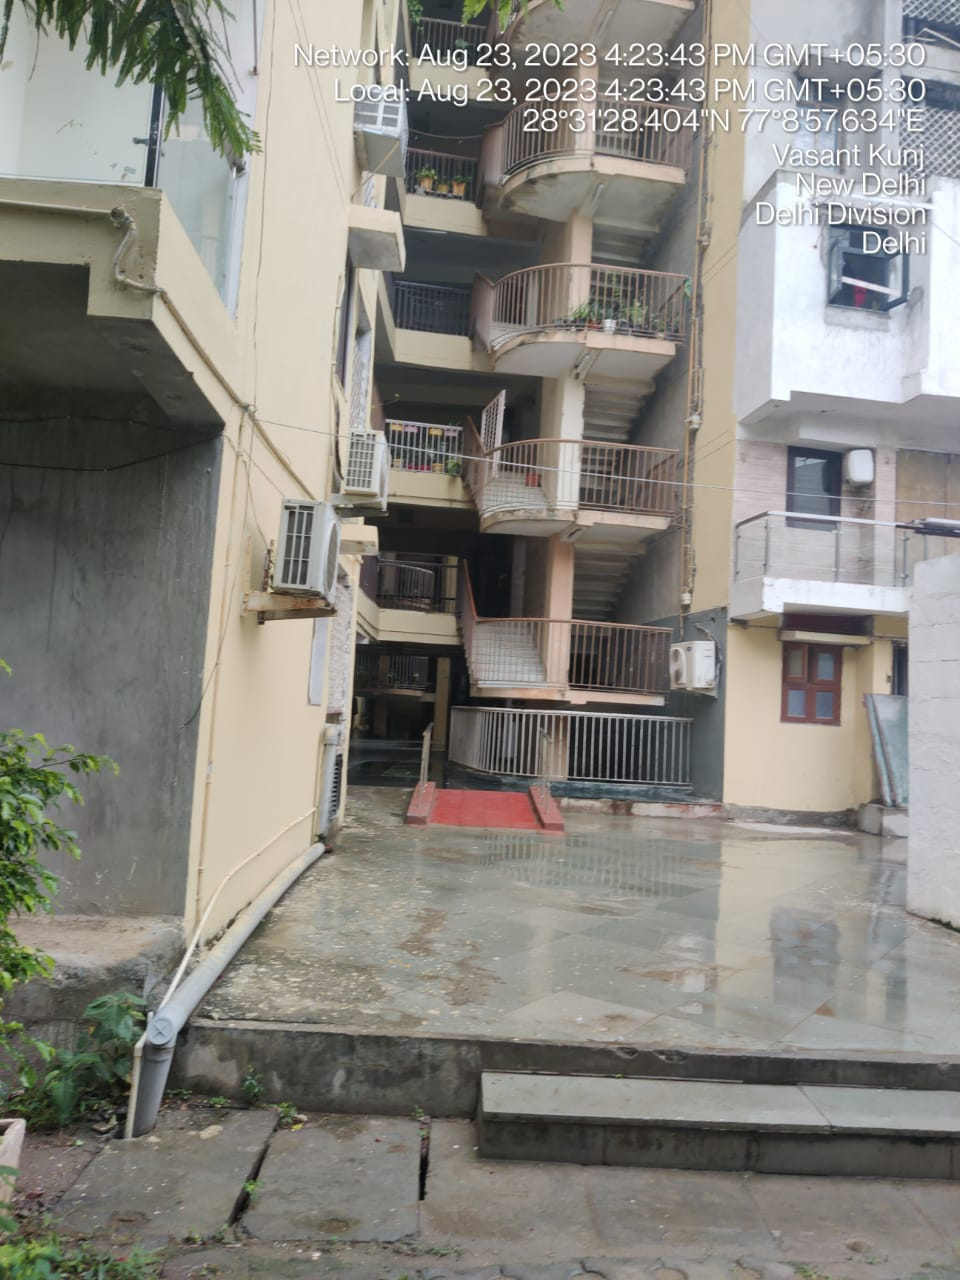 Network: Aug 23, 2023 4:23:43 PM GMT+05:30
Local: Aug 23, 2023 4:23:43 PM GMT+05:30
28°31'28.404"N 77°8'57.634"E
Vasant Kunj
New Delhi
Delhi Division
Delhi